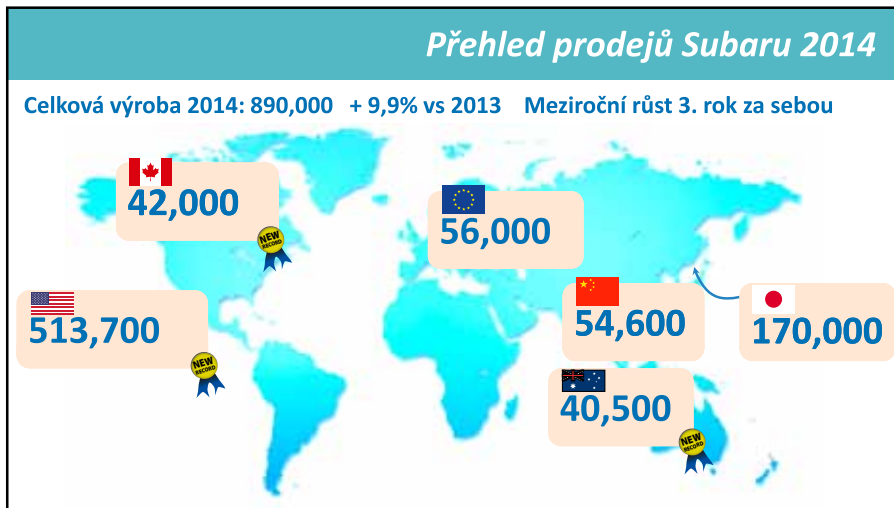 Přehled prodejů Subaru 2014
Celková výroba 2014: 890,000 + 9,9% vs 2013 Meziroční růst 3. rok za sebou
42,000
NEW
RECORD
56,000
513,700
NEW
RECORD
54,600
170,000
40,500
NEW
RECORD